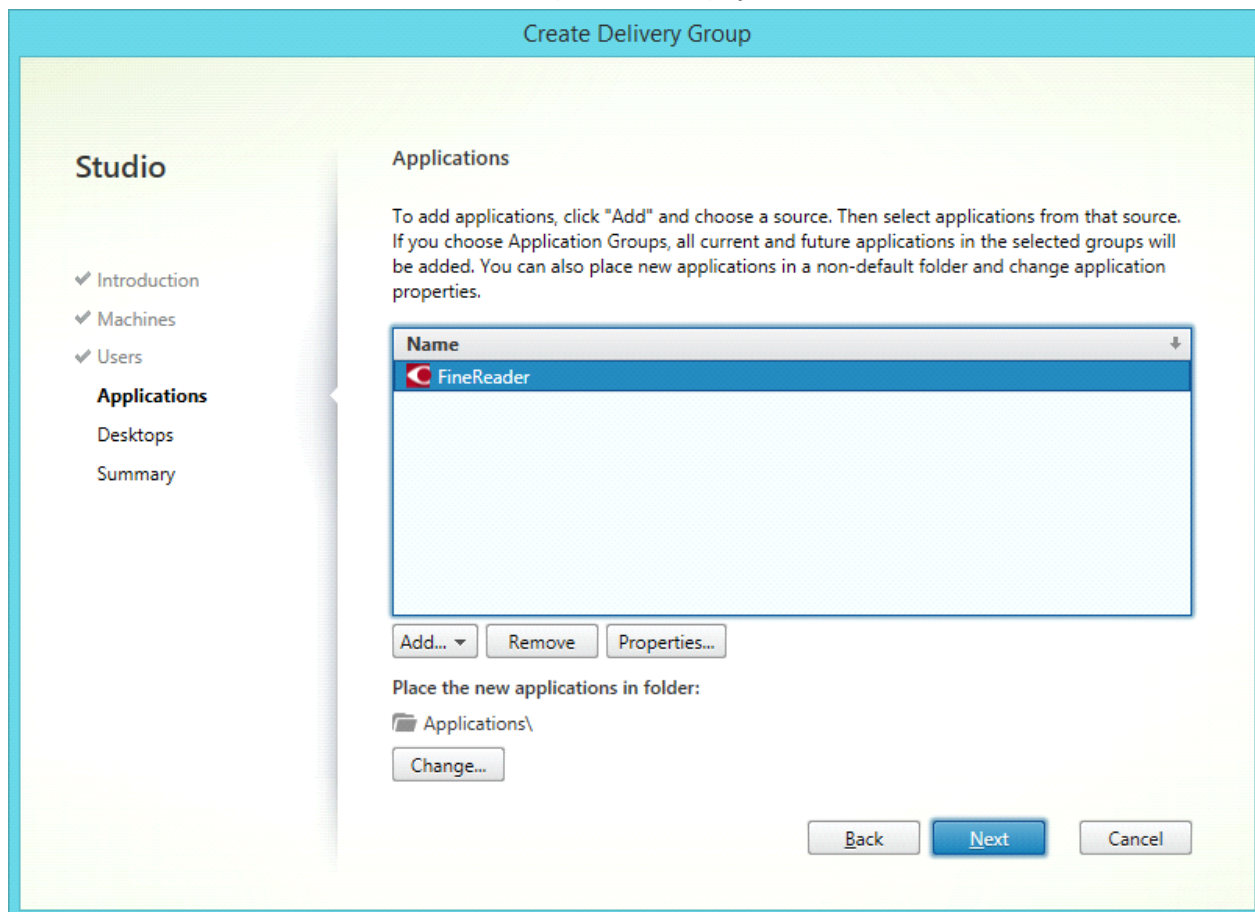 Create Delivery Group
Studio
Introduction
Machines
Users
Applications
Desktops
Summary
Applications
To add applications, click "Add" and choose a source. Then select applications from that source.
If you choose Application Groups, all current and future applications in the selected groups will
be added. You can also place new applications in a non-default folder and change application
properties.
Name
FineReader
Add... Remove Properties...
Place the new applications in folder:
Applications\
Change...
Back Next Cancel